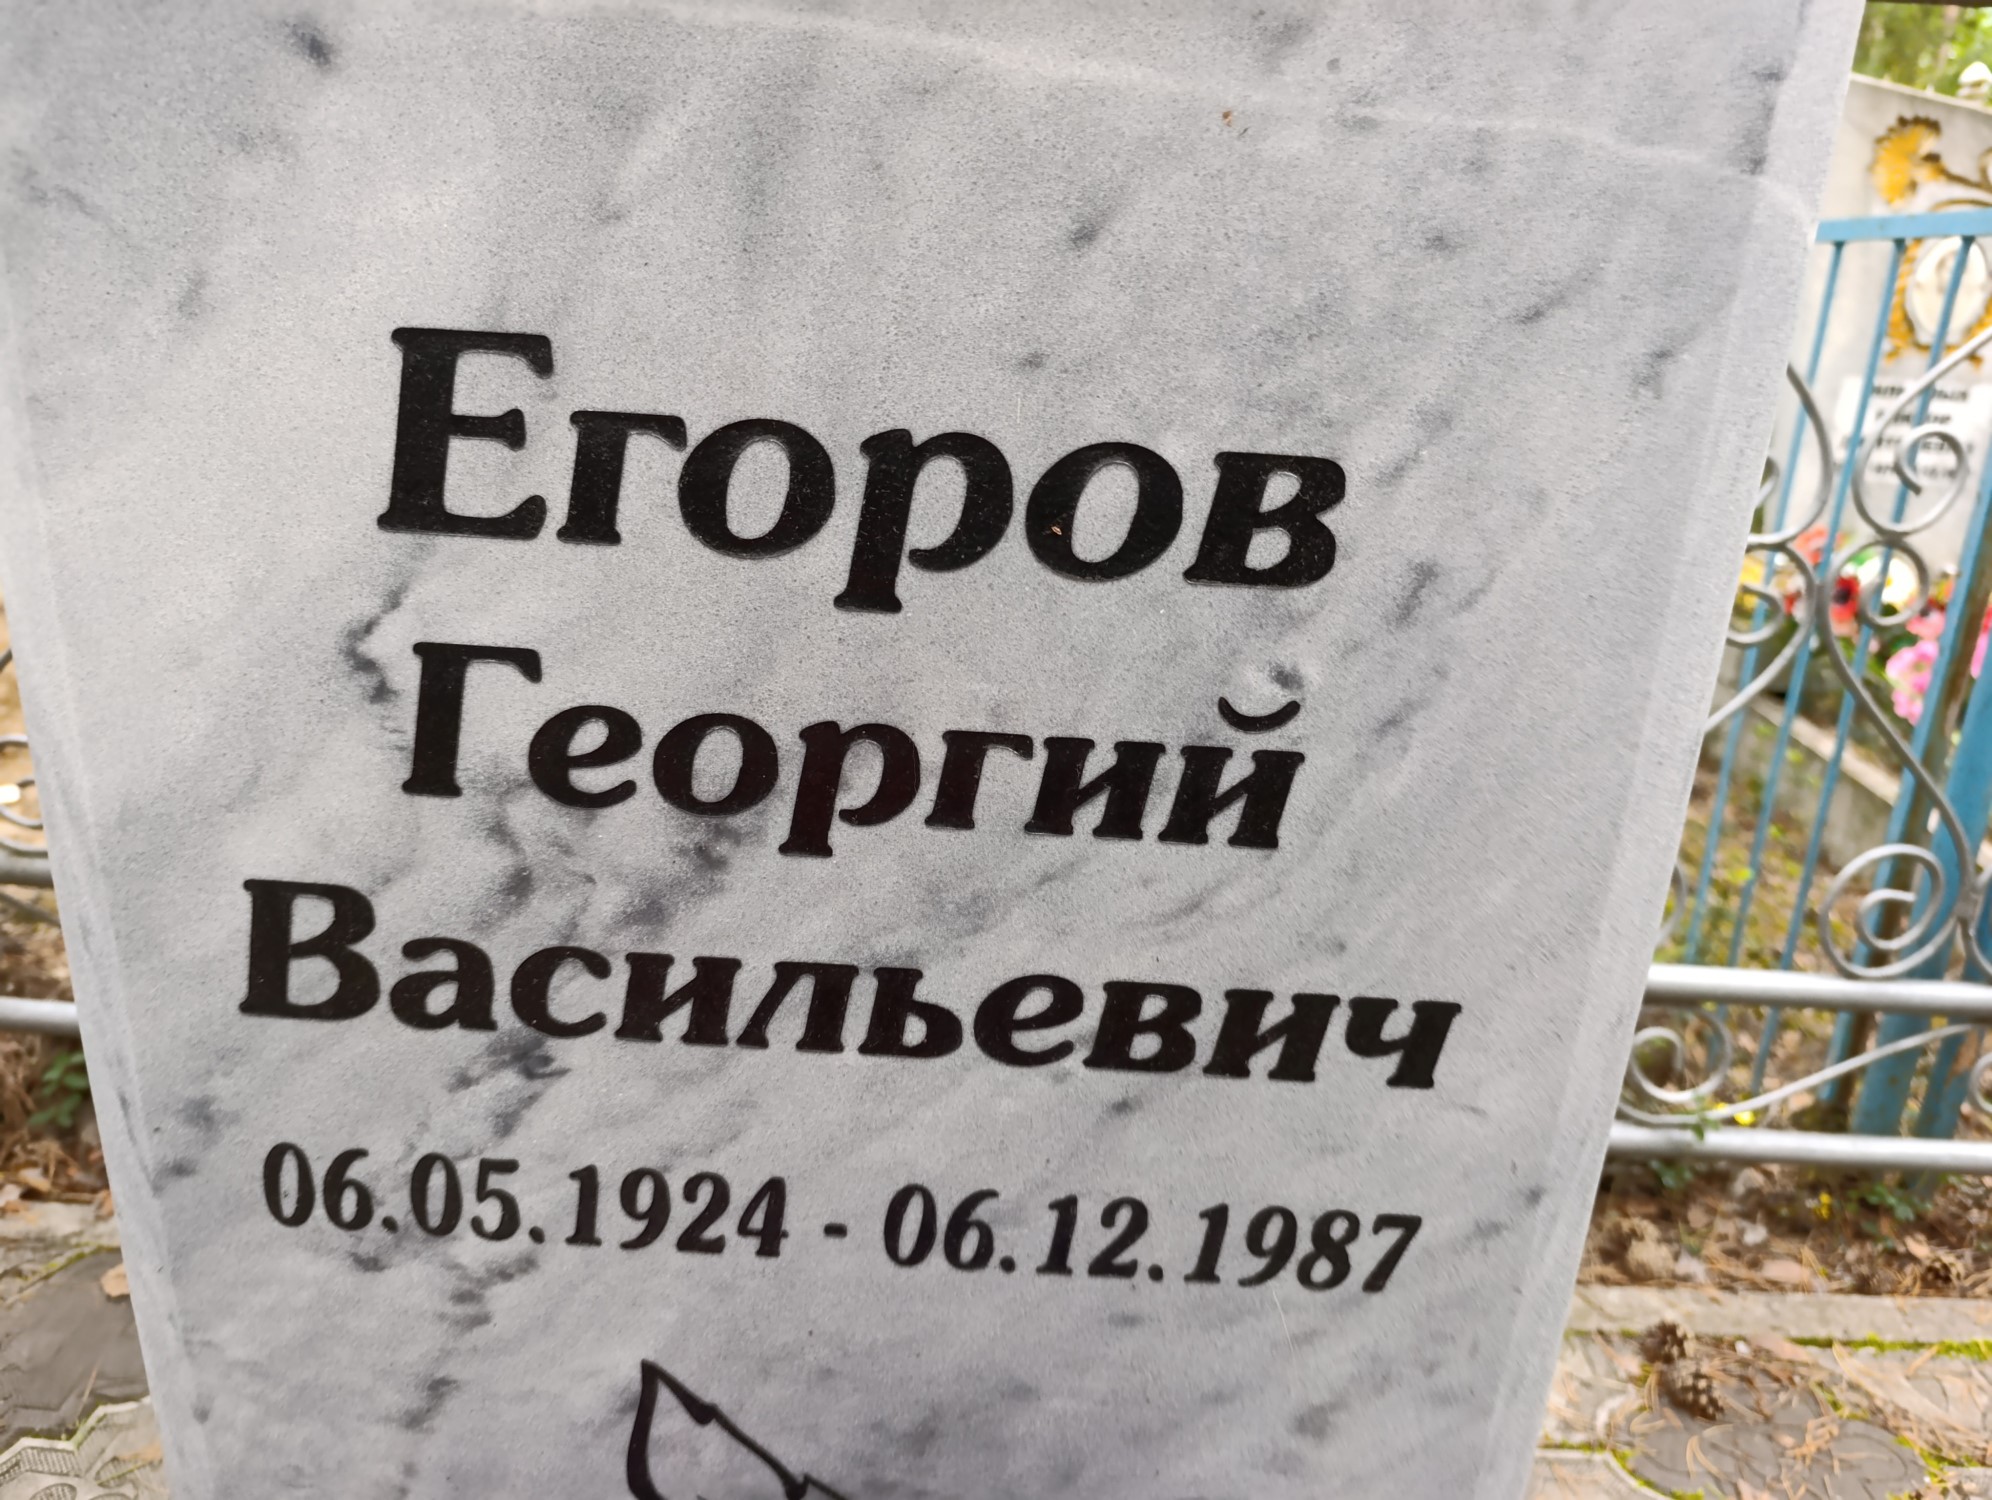 Егоров
Георгий
Васильевич
06.05.1924 - 06.12.1987